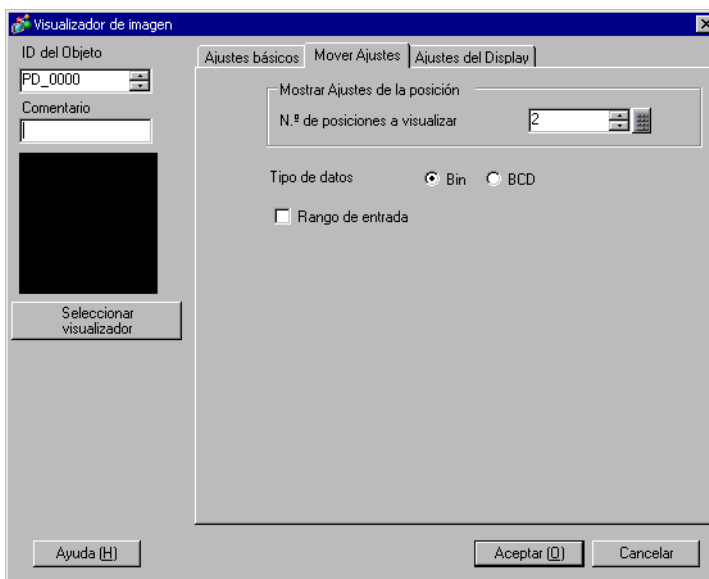 Visualizador de imagen
ID del Objeto
PD_0000
Comentario
Seleccionar
visualizador
Ajustes básicos
Mover Ajustes
Ajustes del Display
Mostrar Ajustes de la posición
N.º de posiciones a visualizar
2
Tipo de datos
Bin
BCD
Rango de entrada
Ayuda (H)
Aceptar (O)
Cancelar